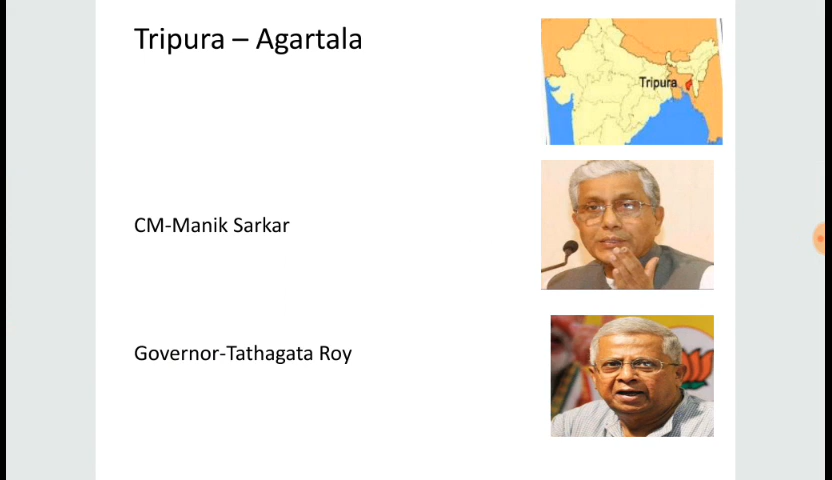 Tripura – Agartala
Tripura
CM-Manik Sarkar
Governor-Tathagata Roy